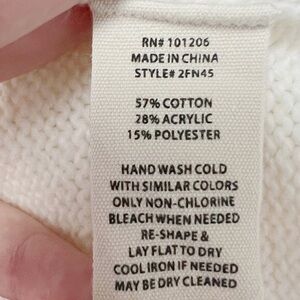 RN# 101206
MADE IN CHINA
STYLE# 2FN45
57% COTTON
28% ACRYLIC
15% POLYESTER
HAND WASH COLD
WITH SIMILAR COLORS
ONLY NON-CHLORINE
BLEACH WHEN NEEDED
RE-SHAPE &
LAY FLAT TO DRY
COOL IRON IF NEEDED
MAY BE DRY CLEANED